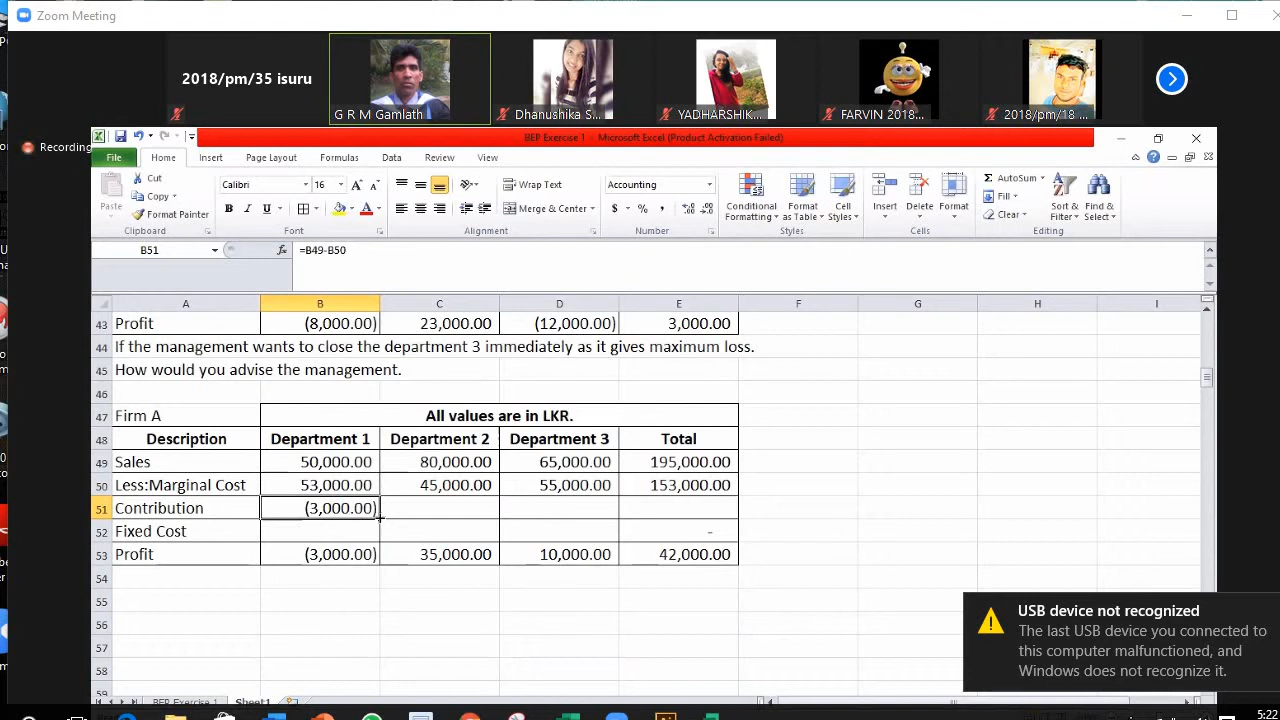 Zoom Meeting
2018/pm/35 isuru
G R M Gamlath
Dhanushika S...
YADHARSHIK...
FARVIN 2018...
2018/pm/18 ...
Recording
BEP Exercise 1 - Microsoft Excel (Product Activation Failed)
File Home Insert Page Layout Formulas Data Review View
Paste
Cut
Copy
Format Painter
Clipboard
Calibri 16
B I U
Font
Wrap Text
Merge & Center
Alignment
Accounting
$ % ,
Number
Conditional Formatting
Format as Table
Cell Styles
Styles
Insert Delete Format
Cells
AutoSum
Fill
Clear
Sort & Filter
Find & Select
Editing
B51 fx =B49-B50
A B C D E F G H I
43 Profit (8,000.00) 23,000.00 (12,000.00) 3,000.00
44 If the management wants to close the department 3 immediately as it gives maximum loss.
45 How would you advise the management.
46
47 Firm A All values are in LKR.
48 Description Department 1 Department 2 Department 3 Total
49 Sales 50,000.00 80,000.00 65,000.00 195,000.00
50 Less:Marginal Cost 53,000.00 45,000.00 55,000.00 153,000.00
51 Contribution (3,000.00)
52 Fixed Cost -
53 Profit (3,000.00) 35,000.00 10,000.00 42,000.00
54
55
56
57
58
59
USB device not recognized
The last USB device you connected to
this computer malfunctioned, and
Windows does not recognize it.
BEP Exercise 1 Sheet1
5:22